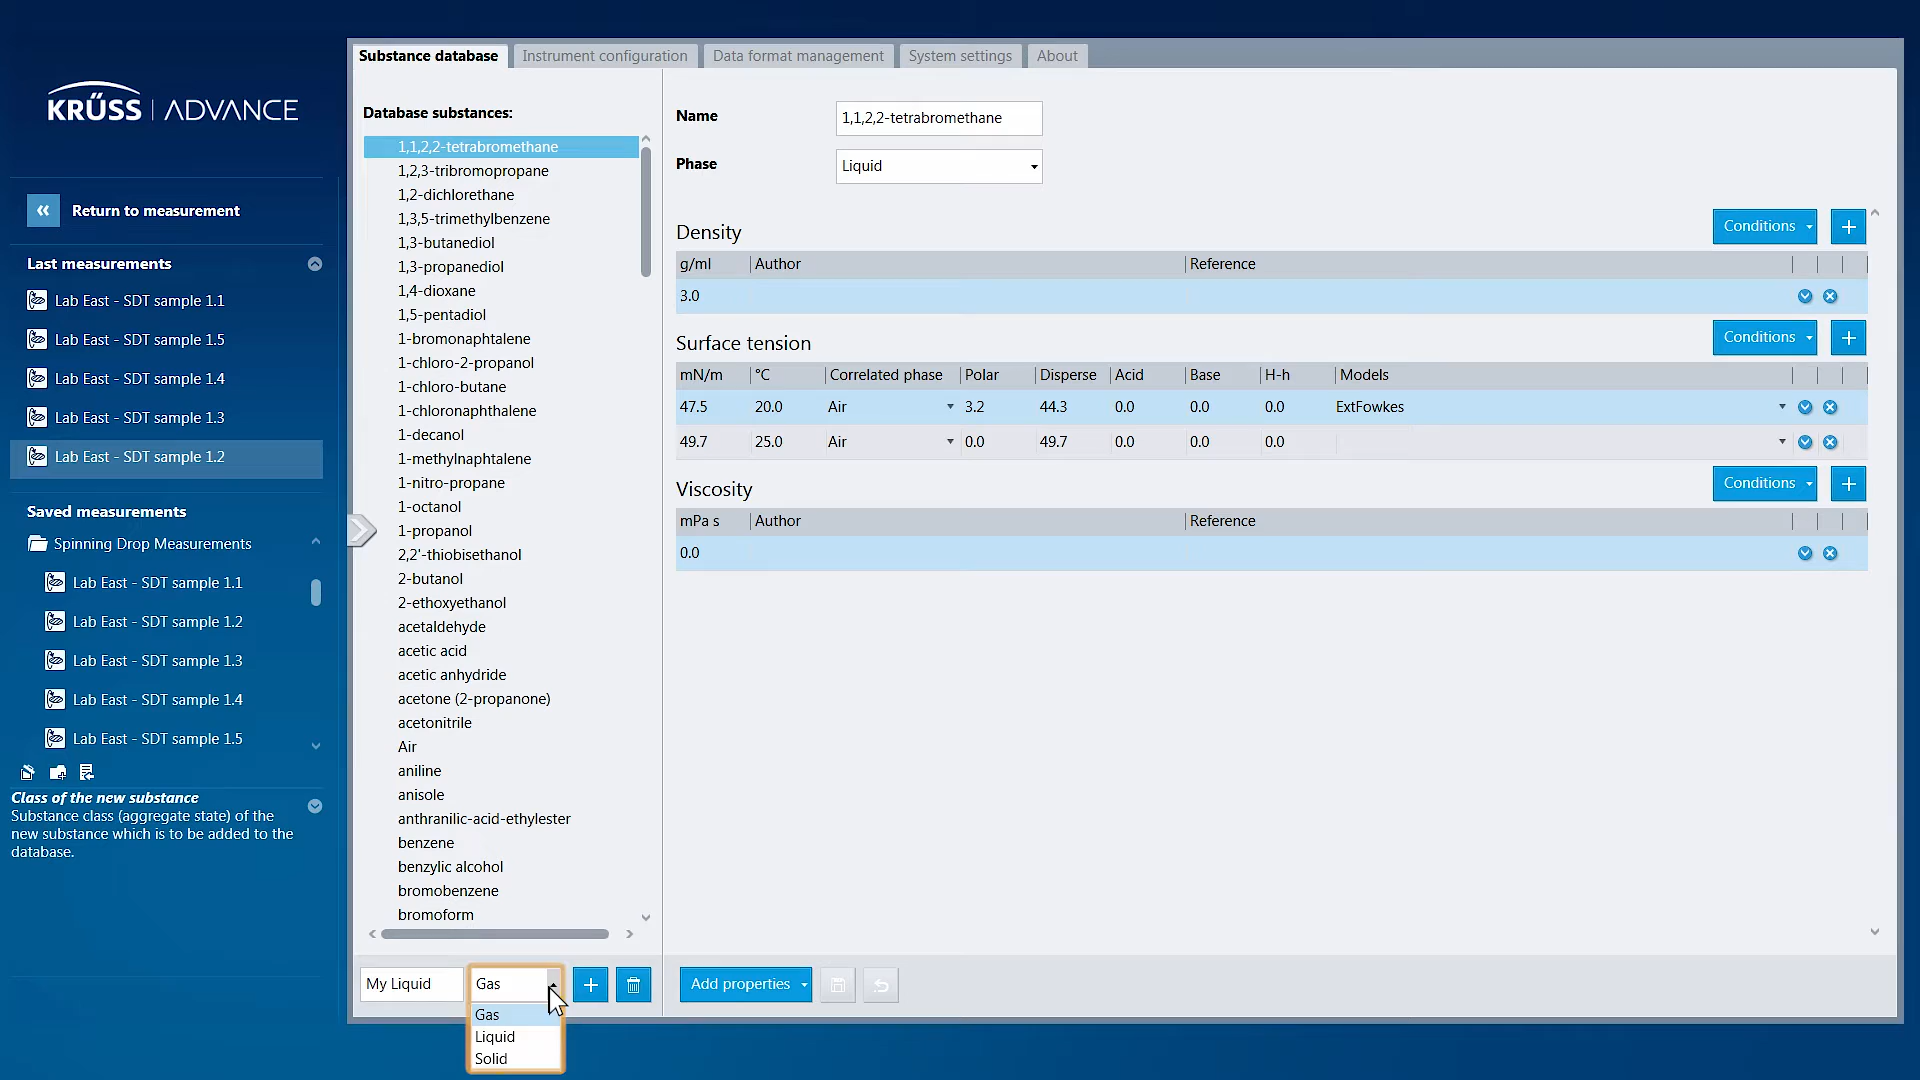 KRÜSS | ADVANCE
Return to measurement
Last measurements
Lab East - SDT sample 1.1
Lab East - SDT sample 1.5
Lab East - SDT sample 1.4
Lab East - SDT sample 1.3
Lab East - SDT sample 1.2
Saved measurements
Spinning Drop Measurements
Lab East - SDT sample 1.1
Lab East - SDT sample 1.2
Lab East - SDT sample 1.3
Lab East - SDT sample 1.4
Lab East - SDT sample 1.5
Class of the new substance
Substance class (aggregate state) of the
new substance which is to be added to the
database.
Substance database Instrument configuration Data format management System settings About
Database substances:
1,1,2,2-tetrabromethane
1,2,3-tribromopropane
1,2-dichlorethane
1,3,5-trimethylbenzene
1,3-butanediol
1,3-propanediol
1,4-dioxane
1,5-pentadiol
1-bromonaphtalene
1-chloro-2-propanol
1-chloro-butane
1-chloronaphthalene
1-decanol
1-methylnaphtalene
1-nitro-propane
1-octanol
1-propanol
2,2'-thiobisethanol
2-butanol
2-ethoxyethanol
acetaldehyde
acetic acid
acetic anhydride
acetone (2-propanone)
acetonitrile
Air
aniline
anisole
anthranilic-acid-ethylester
benzene
benzylic alcohol
bromobenzene
bromoform
My Liquid Gas
Gas
Liquid
Solid
Name 1,1,2,2-tetrabromethane
Phase Liquid
Density Conditions
g/ml Author Reference
3.0
Surface tension Conditions
mN/m °C Correlated phase Polar Disperse Acid Base H-h Models
47.5 20.0 Air 3.2 44.3 0.0 0.0 0.0 ExtFowkes
49.7 25.0 Air 0.0 49.7 0.0 0.0 0.0
Viscosity Conditions
mPa s Author Reference
0.0
Add properties